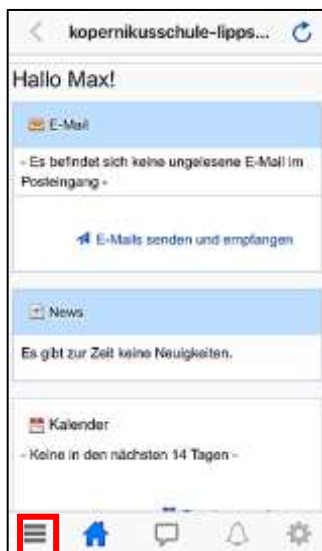 kopernikusschule-lipps...
Hallo Max!
E-Mail
- Es befindet sich keine ungelesene E-Mail im
Posteingang -
E-Mails senden und empfangen
News
Es gibt zur Zeit keine Neuigkeiten.
Kalender
- Keine in den nächsten 14 Tagen -